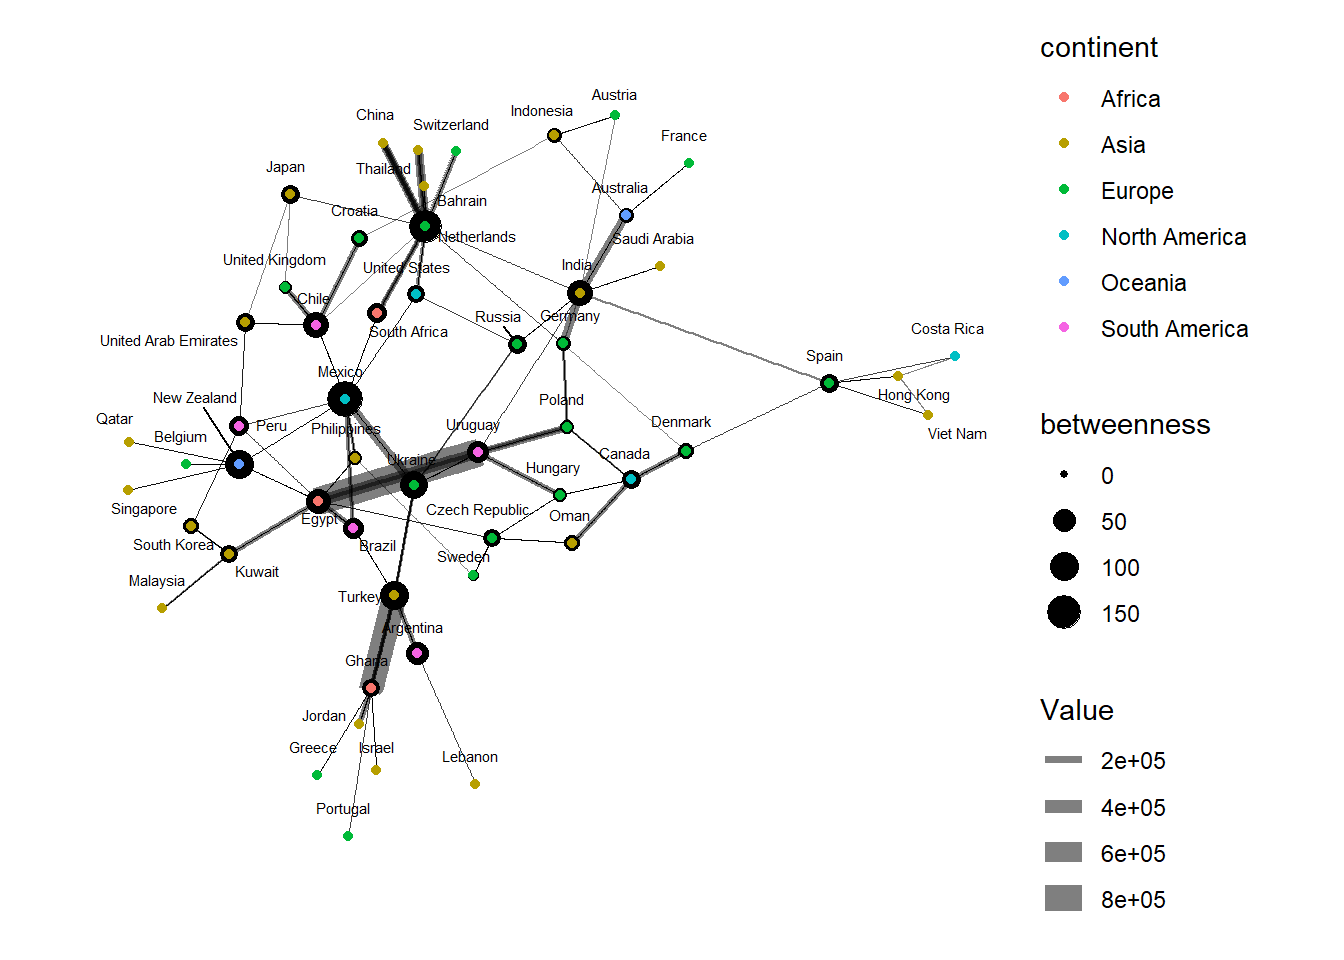 continent
Africa
Asia
Europe
North America
Oceania
South America
betweenness
0
50
100
150
Value
2e+05
4e+05
6e+05
8e+05
Austria
China
Indonesia
Switzerland
France
Japan
Thailand
Australia
Bahrain
Croatia
Netherlands
Saudi Arabia
United Kingdom
United States
India
Chile
Russia
Germany
Costa Rica
South Africa
United Arab Emirates
Spain
Mexico
Hong Kong
New Zealand
Poland
Qatar
Peru
Philippines
Uruguay
Denmark
Viet Nam
Belgium
Canada
Ukraine
Hungary
Singapore
Egypt
Czech Republic
Oman
South Korea
Brazil
Sweden
Kuwait
Malaysia
Turkey
Argentina
Ghana
Jordan
Greece
Israel
Lebanon
Portugal